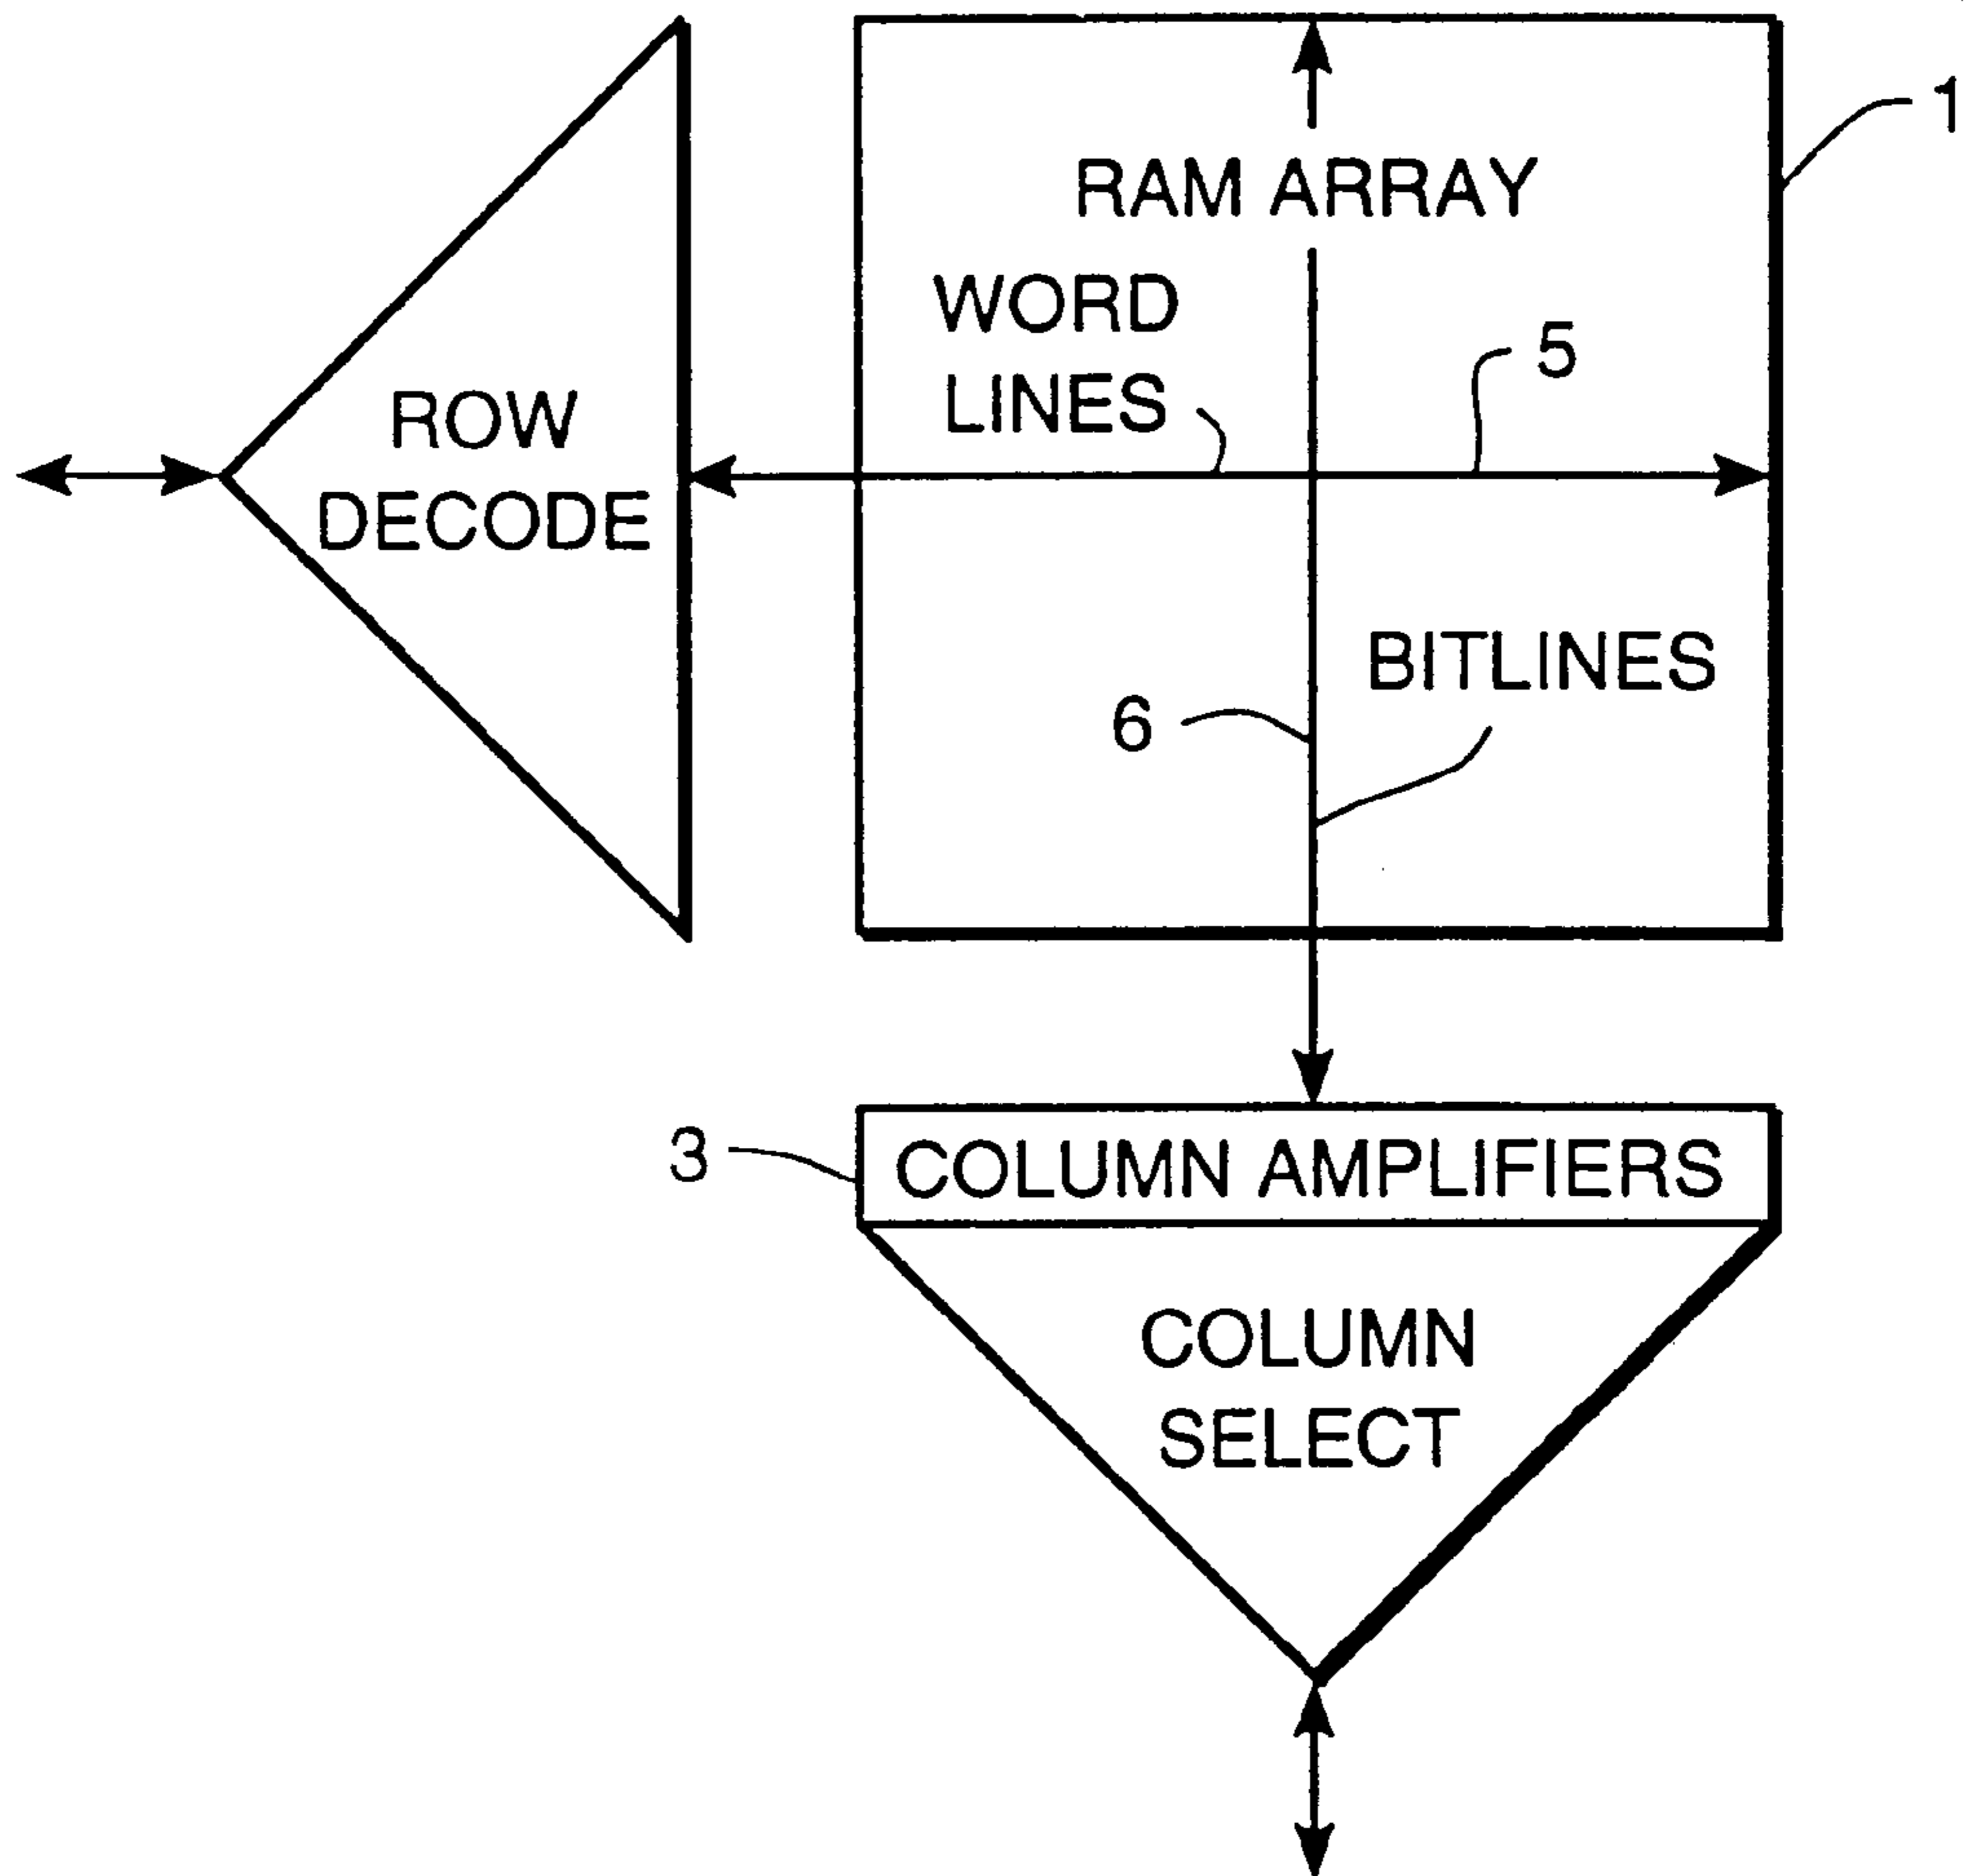 1
RAM ARRAY
WORD
LINES
5
ROW
DECODE
BITLINES
6
3
COLUMN AMPLIFIERS
COLUMN
SELECT